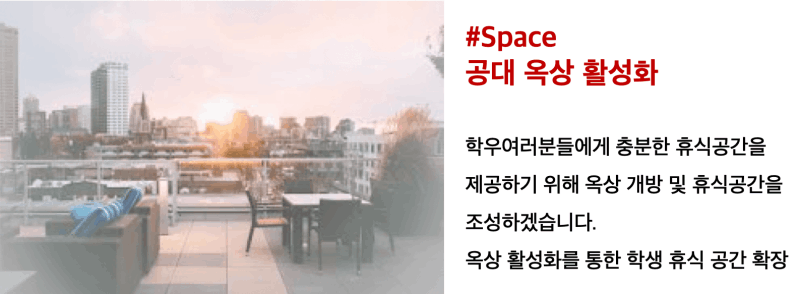 #Space
공대 옥상 활성화
학우여러분들에게 충분한 휴식공간을
제공하기 위해 옥상 개방 및 휴식공간을
조성하겠습니다.
옥상 활성화를 통한 학생 휴식 공간 확장